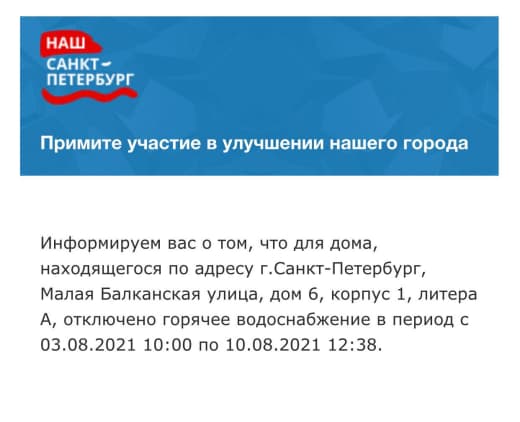 НАШ
САНКТ-
ПЕТЕРБУРГ
Примите участие в улучшении нашего города
Информируем вас о том, что для дома,
находящегося по адресу г.Санкт-Петербург,
Малая Балканская улица, дом 6, корпус 1, литера
А, отключено горячее водоснабжение в период с
03.08.2021 10:00 по 10.08.2021 12:38.